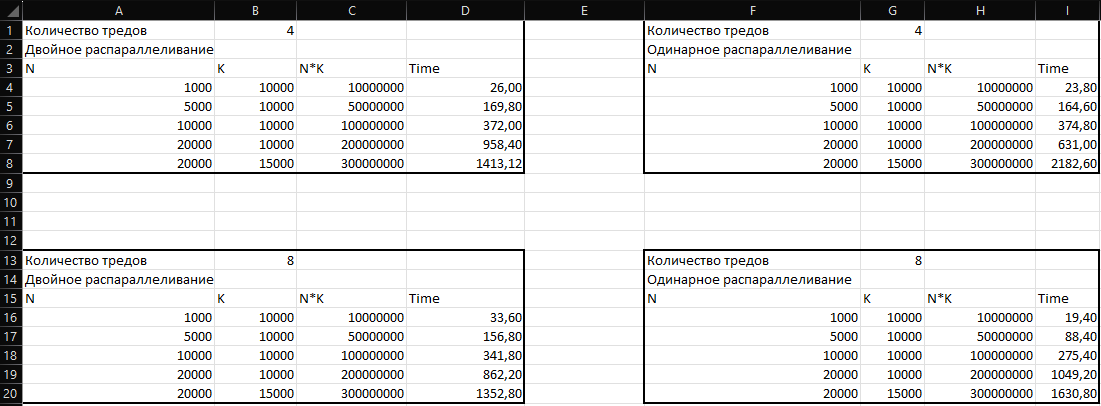 A B C D E F G H I
1 Количество тредов 4 Количество тредов 4
2 Двойное распараллеливание Одинарное распараллеливание
3 N K N*K Time N K N*K Time
4 1000 10000 10000000 26,00 1000 10000 10000000 23,80
5 5000 10000 50000000 169,80 5000 10000 50000000 164,60
6 10000 10000 100000000 372,00 10000 10000 100000000 374,80
7 20000 10000 200000000 958,40 20000 10000 200000000 631,00
8 20000 15000 300000000 1413,12 20000 15000 300000000 2182,60
9
10
11
12
13 Количество тредов 8 Количество тредов 8
14 Двойное распараллеливание Одинарное распараллеливание
15 N K N*K Time N K N*K Time
16 1000 10000 10000000 33,60 1000 10000 10000000 19,40
17 5000 10000 50000000 156,80 5000 10000 50000000 88,40
18 10000 10000 100000000 341,80 10000 10000 100000000 275,40
19 20000 10000 200000000 862,20 20000 10000 200000000 1049,20
20 20000 15000 300000000 1352,80 20000 15000 300000000 1630,80